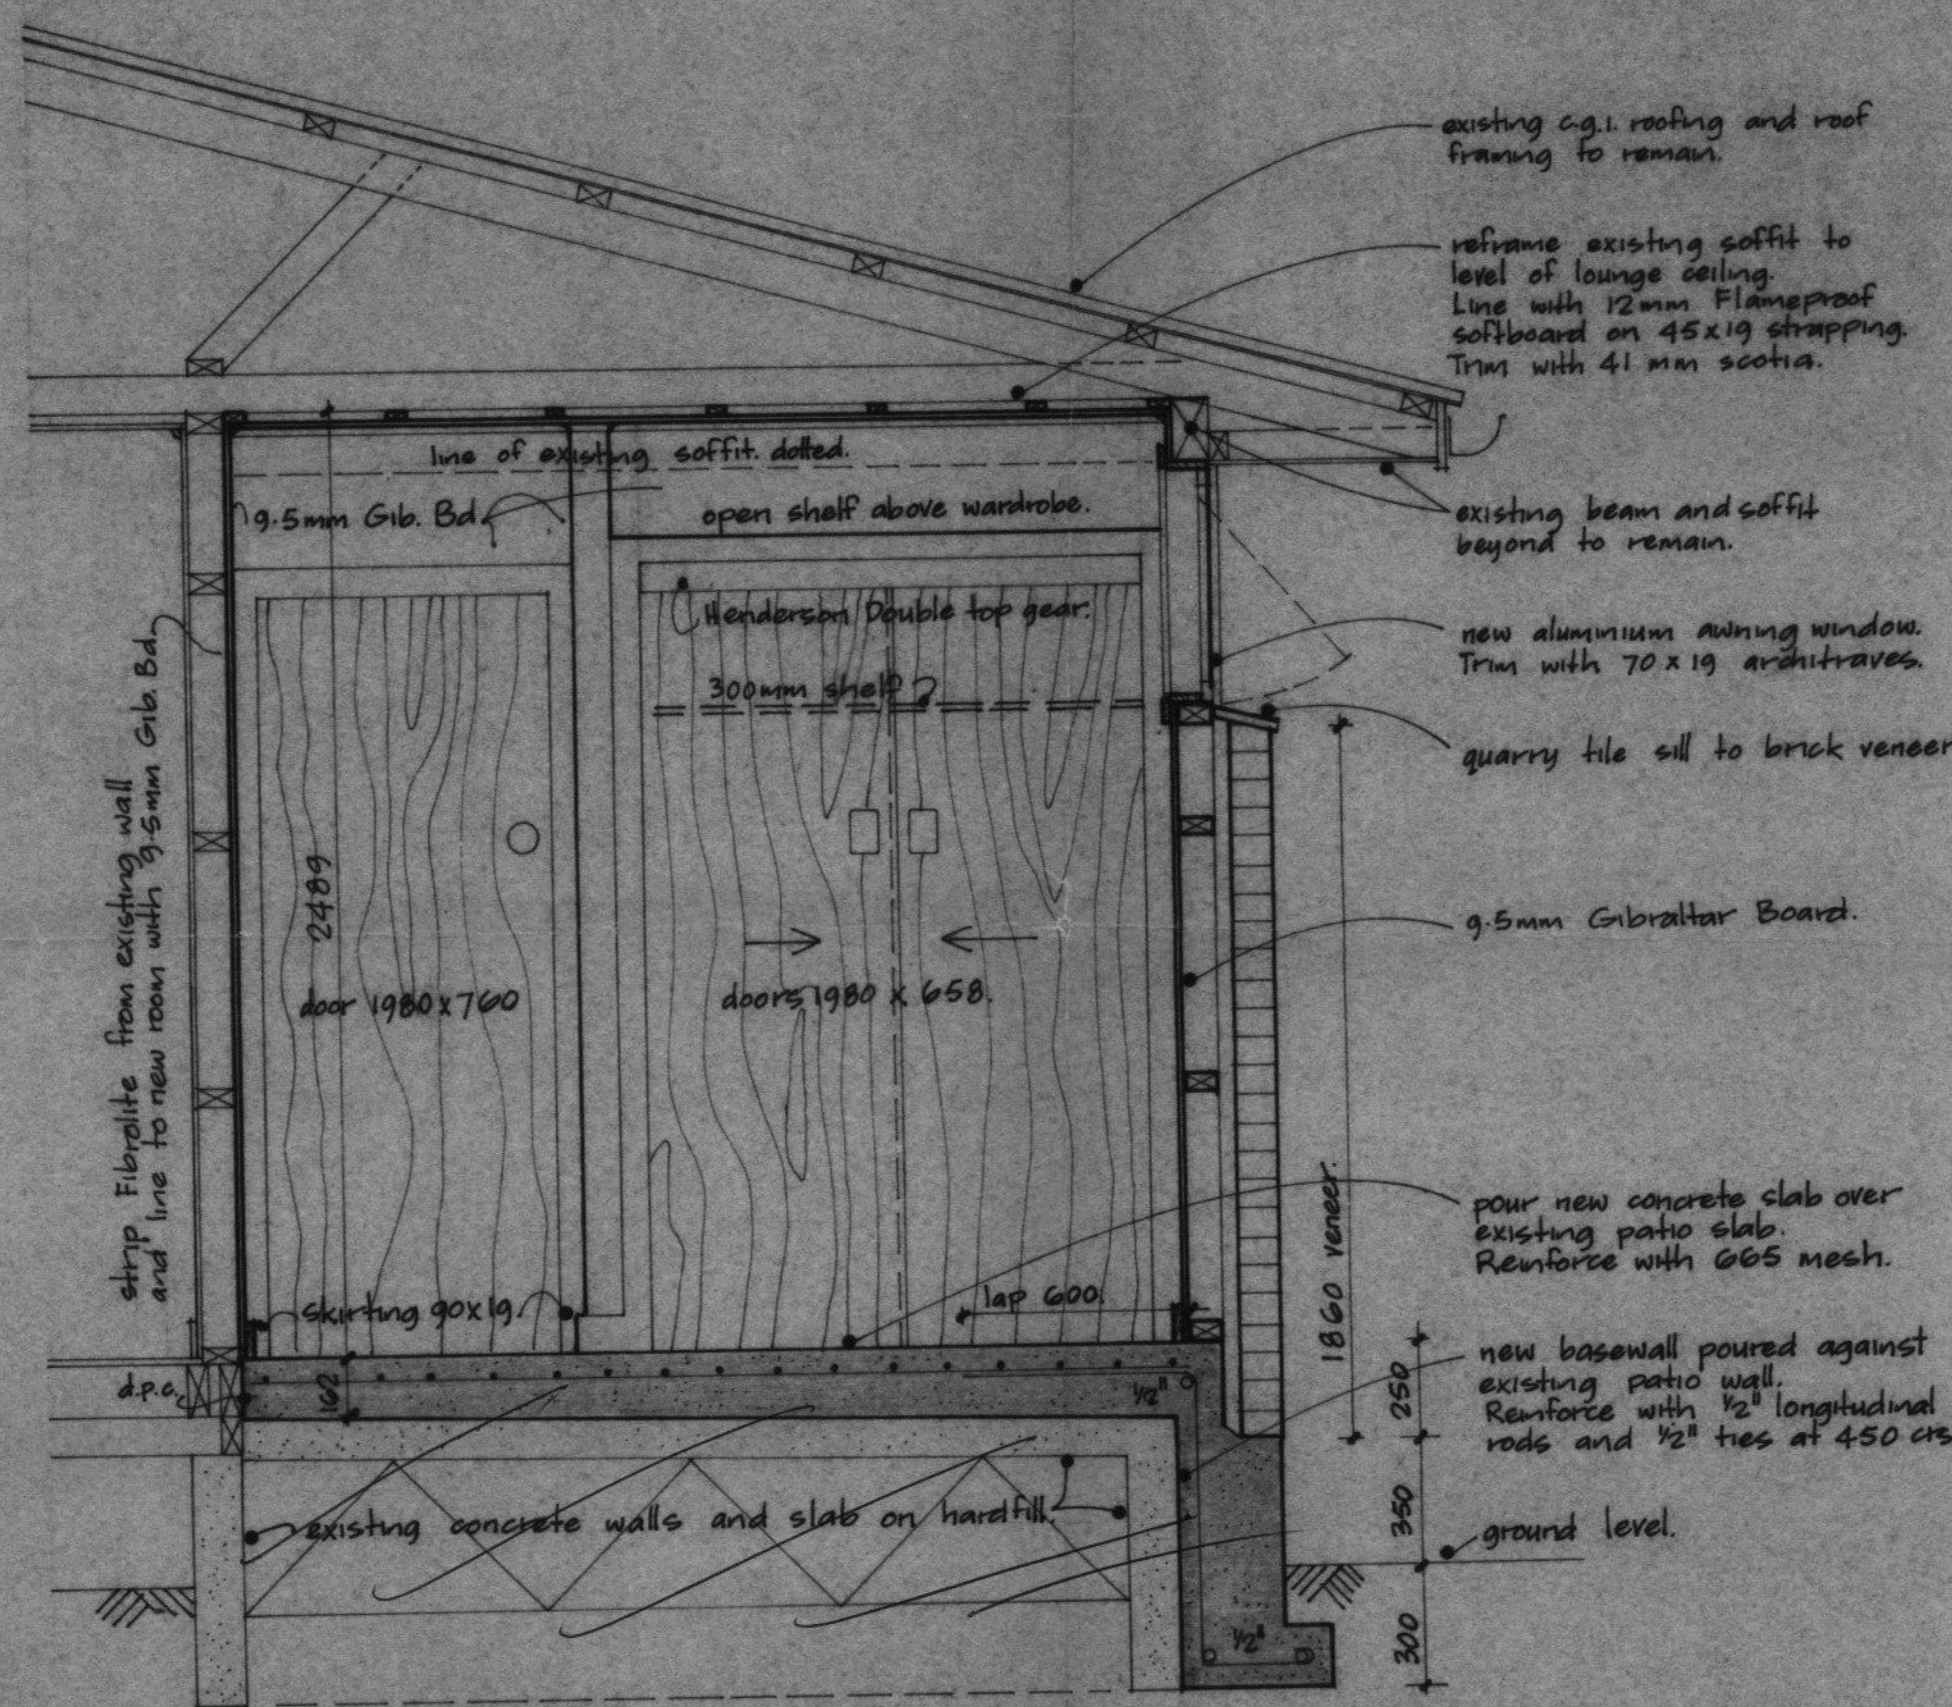 existing c.g.i. roofing and roof
framing to remain.
reframe existing soffit to
level of lounge ceiling.
Line with 12mm Flameproof
softboard on 45x19 strapping.
Trim with 41 mm scotia.
line of existing soffit. dotted.
9.5mm Gib. Bd.
open shelf above wardrobe.
existing beam and soffit
beyond to remain.
Henderson Double top gear.
new aluminium awning window.
Trim with 70 x 19 architraves.
300mm shelf
quarry tile sill to brick veneer
strip Fibrolite from existing wall
and line to new room with 9.5mm Gib. Bd.
2489
9.5mm Gibraltar Board.
door 1980x760
doors 1980 x 658.
1860 veneer.
pour new concrete slab over
existing patio slab.
Reinforce with 665 mesh.
skirting 90x19.
lap 600.
d.p.c.
162
1/2"
250
new basewall poured against
existing patio wall.
Reinforce with 1/2" longitudinal
rods and 1/2" ties at 450 crs
existing concrete walls and slab on hardfill.
350
ground level.
1/2"
300